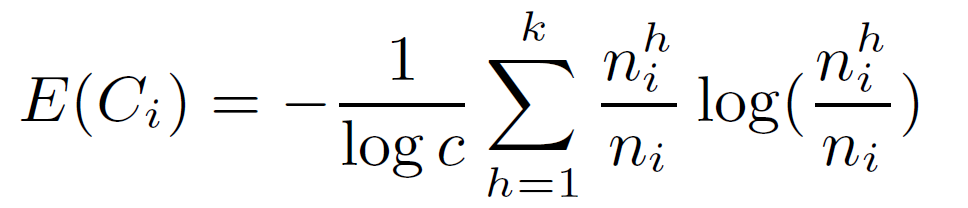 E(C_i) = -\frac{1}{\log c} \sum_{h=1}^{k} \frac{n_i^h}{n_i} \log(\frac{n_i^h}{n_i})